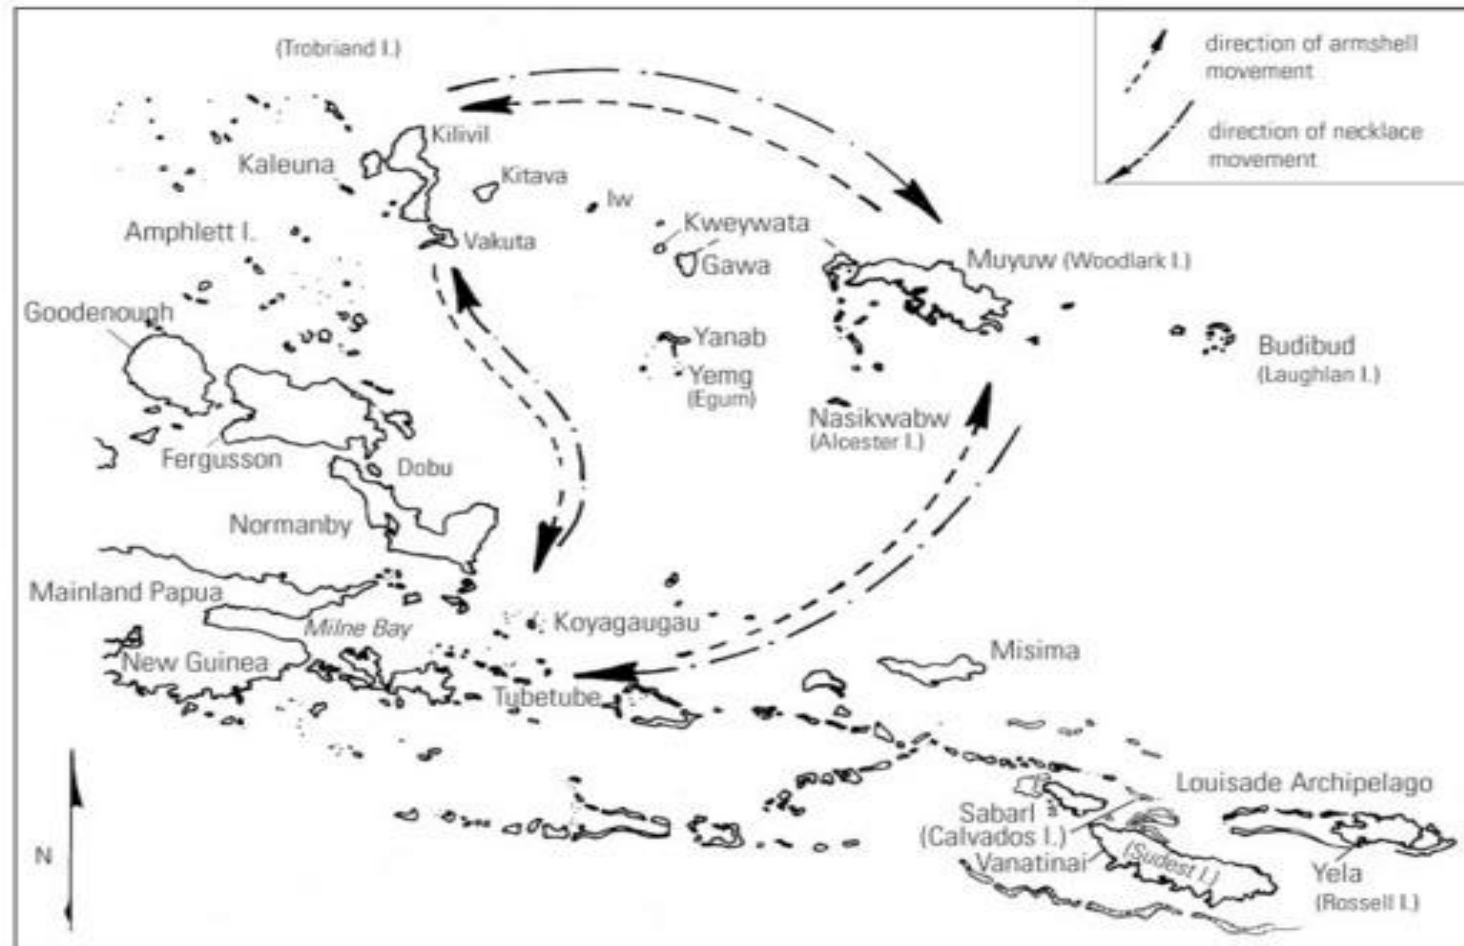 (Trobriand I.)
direction of armshell
movement
direction of necklace
movement
Kilivil
Kaleuna
Kitava
Iw
Kweywata
Amphlett I.
Vakuta
Gawa
Muyuw (Woodlark I.)
Goodenough
Yanab
Budibud
(Laughlan I.)
Yemg
(Egum)
Nasikwabw
(Alcester I.)
Fergusson
Dobu
Normanby
Mainland Papua
Milne Bay
Koyagaugau
New Guinea
Misima
Tubetube
Louisade Archipelago
Sabarl
(Calvados I.)
Vanatinai
(Sudest I.)
Yela
(Rossell I.)
N